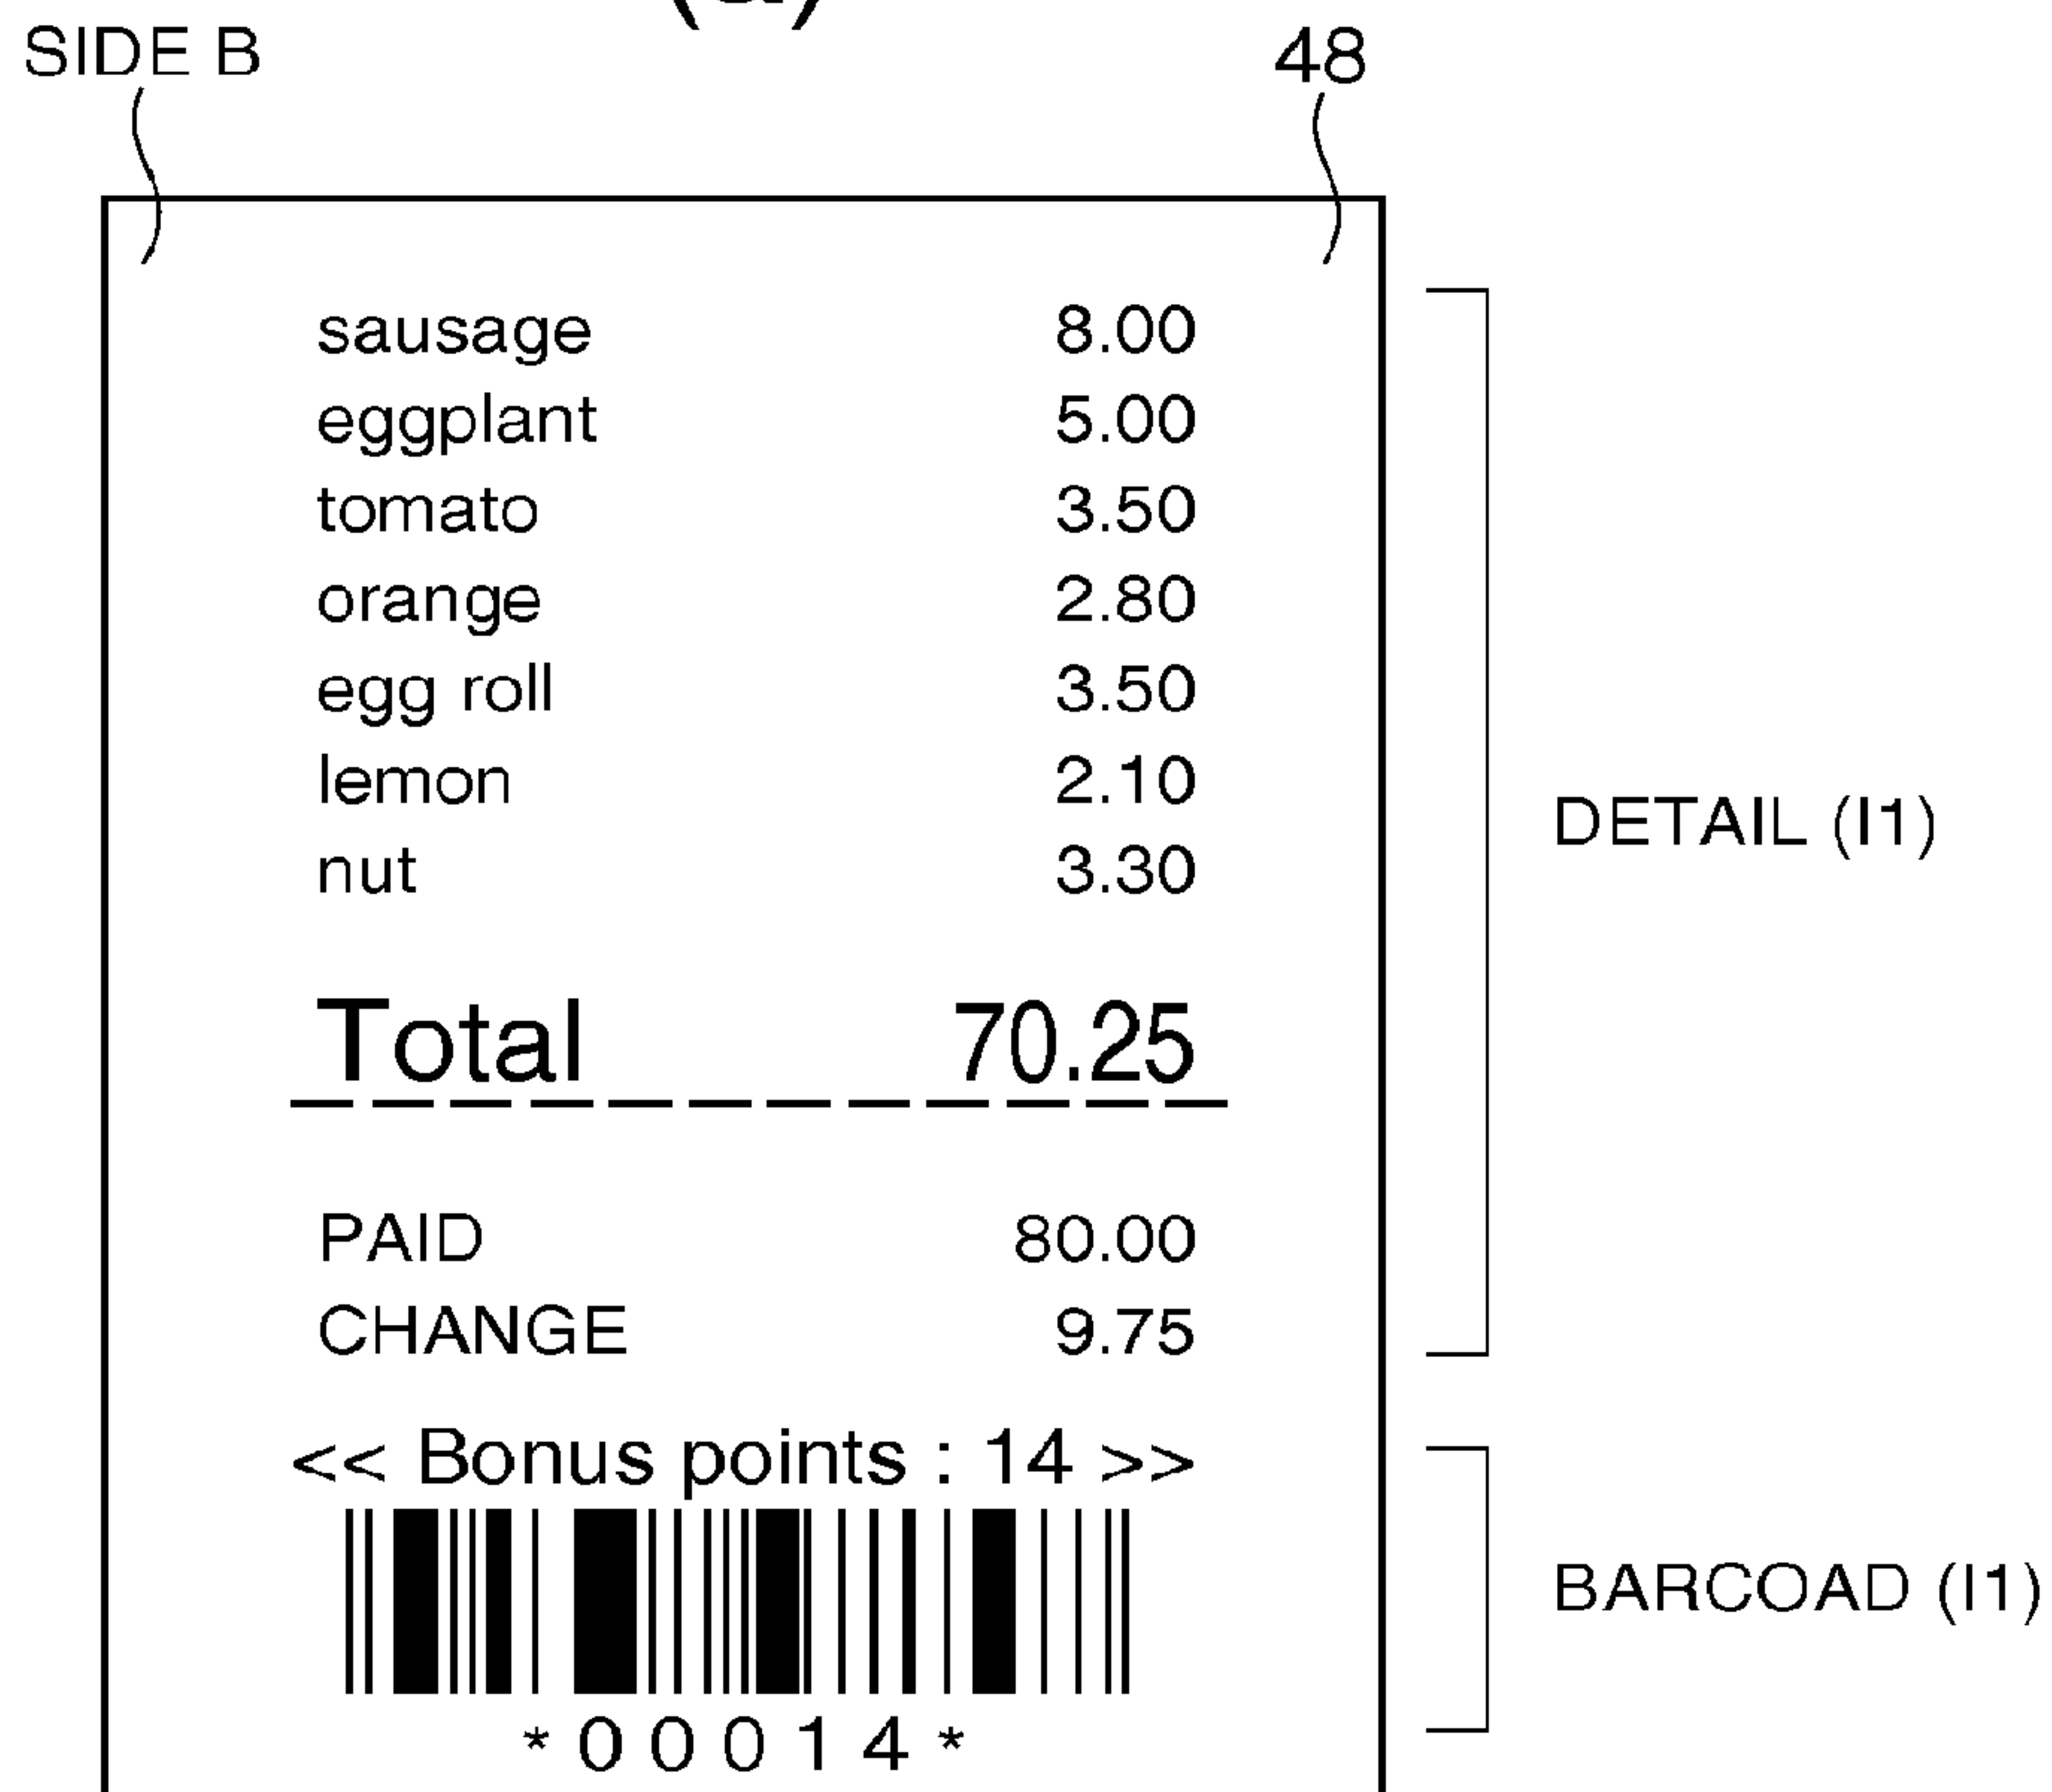 SIDE B 48
sausage 8.00
eggplant 5.00
tomato 3.50
orange 2.80
egg roll 3.50
lemon 2.10
nut 3.30
DETAIL (I1)
Total 70.25
PAID 80.00
CHANGE 9.75
<< Bonus points : 14 >>
BARCOAD (I1)
*00014*